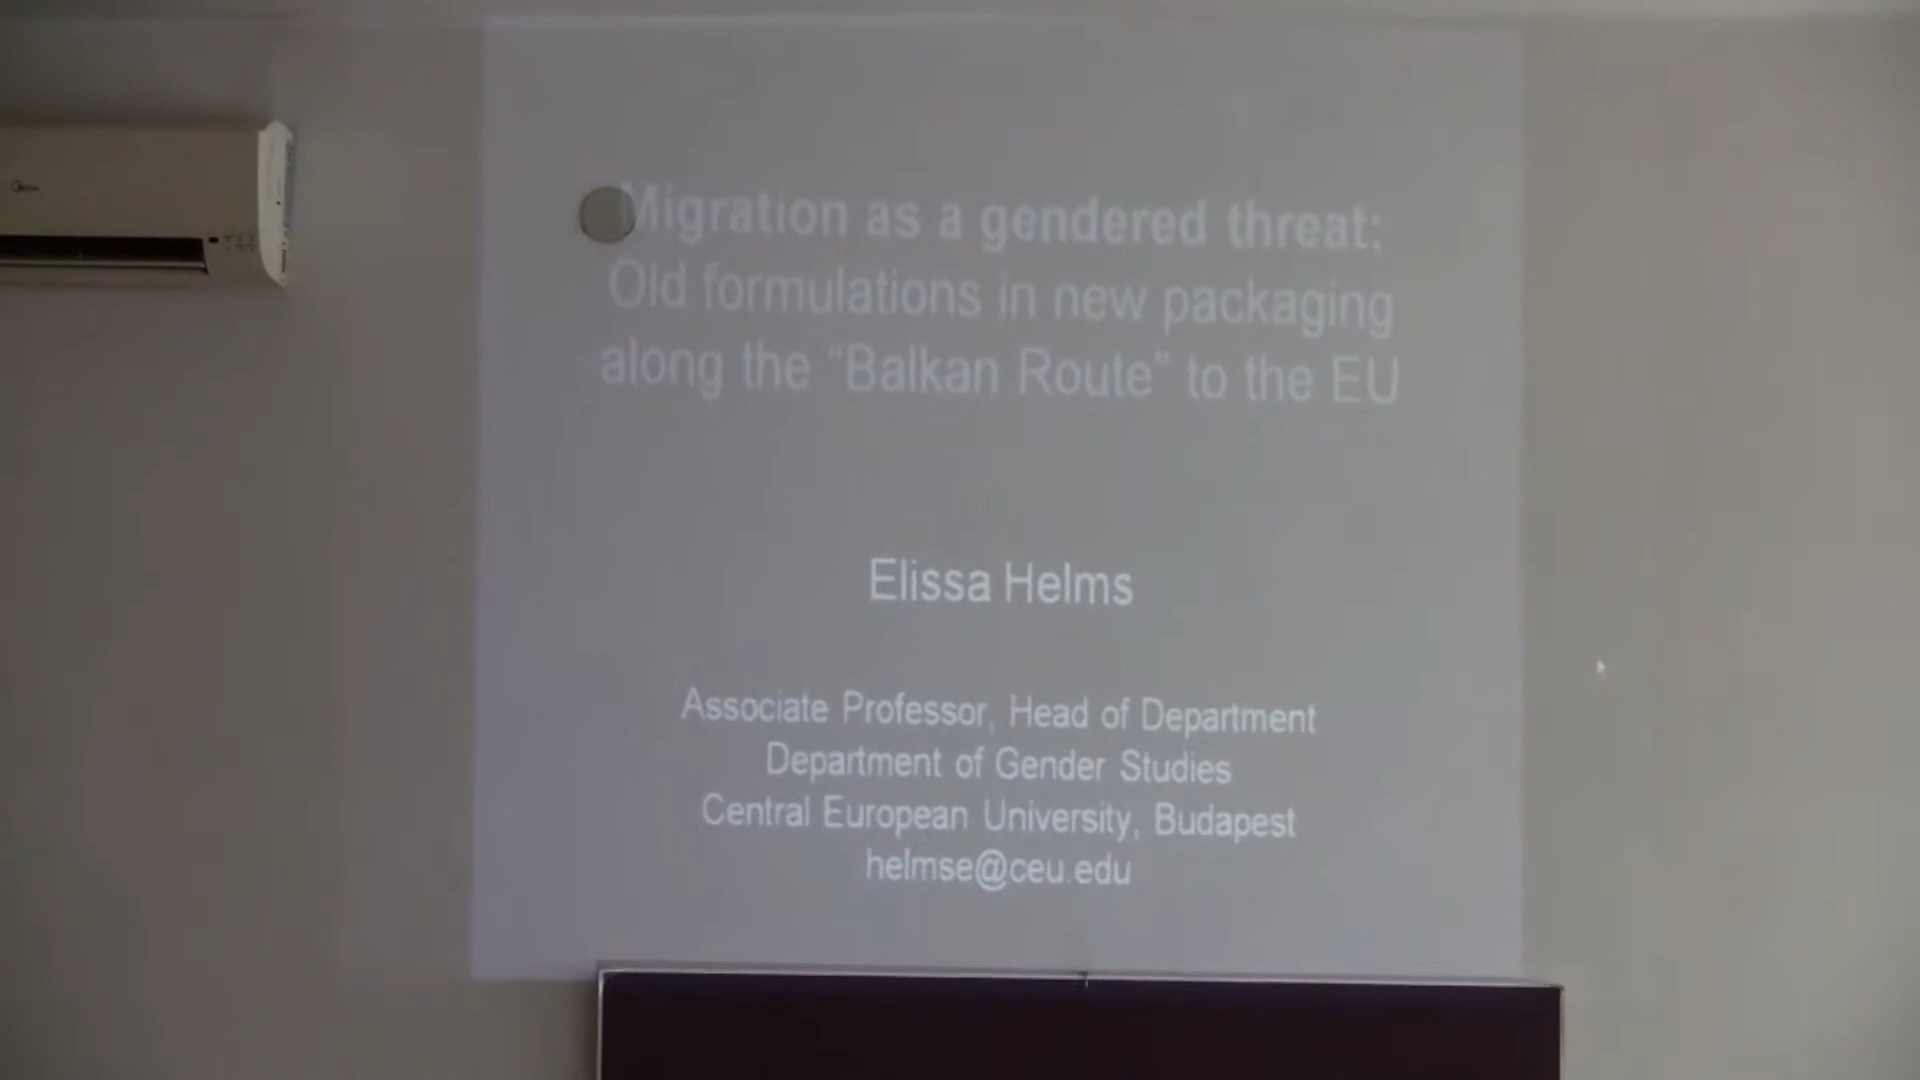 Migration as a gendered threat:
Old formulations in new packaging
along the “Balkan Route” to the EU
Elissa Helms
Associate Professor, Head of Department
Department of Gender Studies
Central European University, Budapest
helmse@ceu.edu